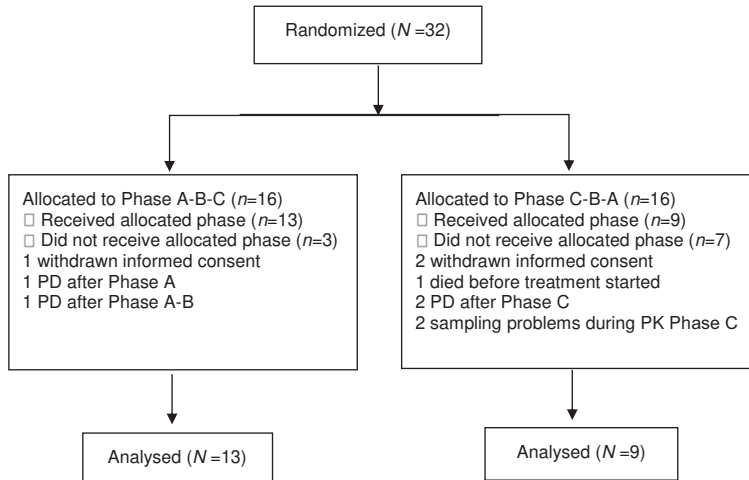 Randomized (N =32)
Allocated to Phase A-B-C (n=16)
□ Received allocated phase (n=13)
□ Did not receive allocated phase (n=3)
1 withdrawn informed consent
1 PD after Phase A
1 PD after Phase A-B
Allocated to Phase C-B-A (n=16)
□ Received allocated phase (n=9)
□ Did not receive allocated phase (n=7)
2 withdrawn informed consent
1 died before treatment started
2 PD after Phase C
2 sampling problems during PK Phase C
Analysed (N =13)
Analysed (N =9)